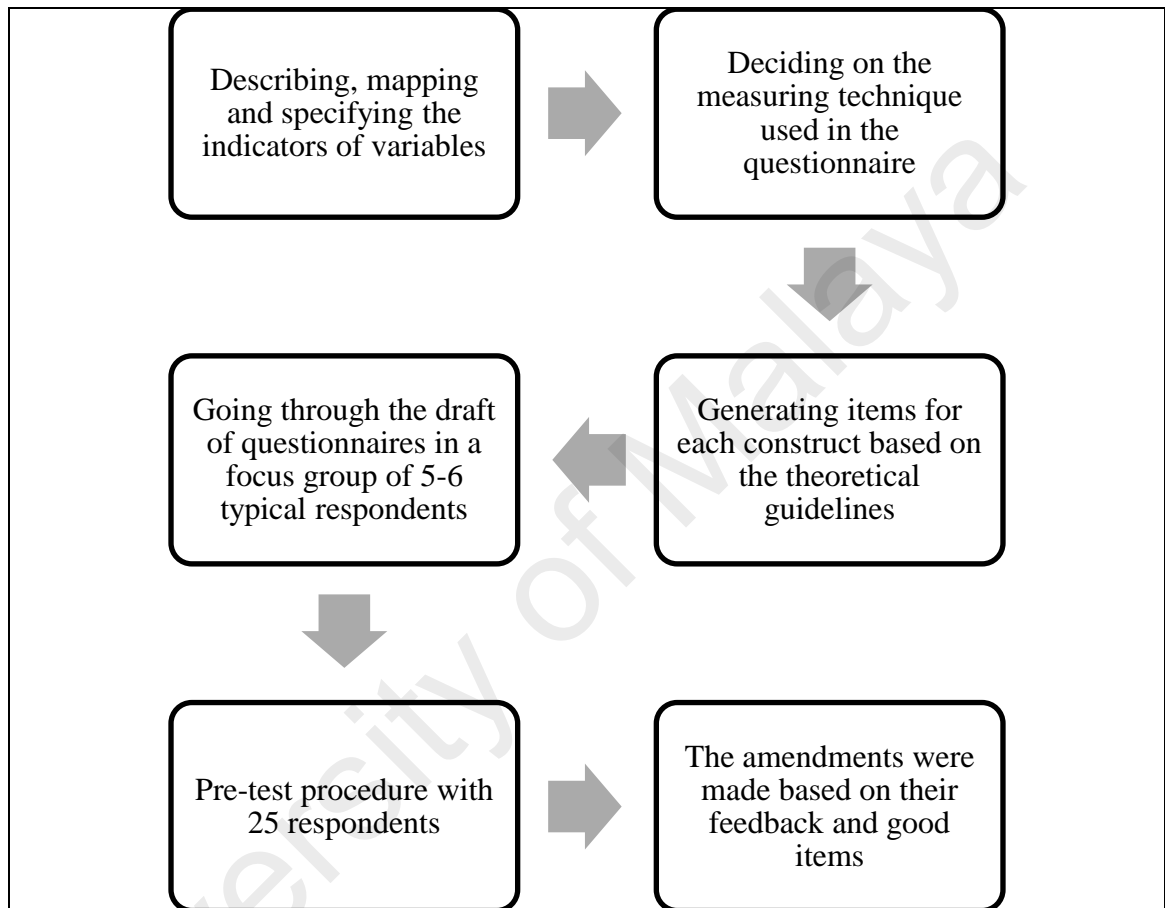 Describing, mapping
and specifying the
indicators of variables
Deciding on the
measuring technique
used in the
questionnaire
Generating items for
each construct based on
the theoretical
guidelines
Going through the draft
of questionnaires in a
focus group of 5-6
typical respondents
Pre-test procedure with
25 respondents
The amendments were
made based on their
feedback and good
items
versity of Malaya